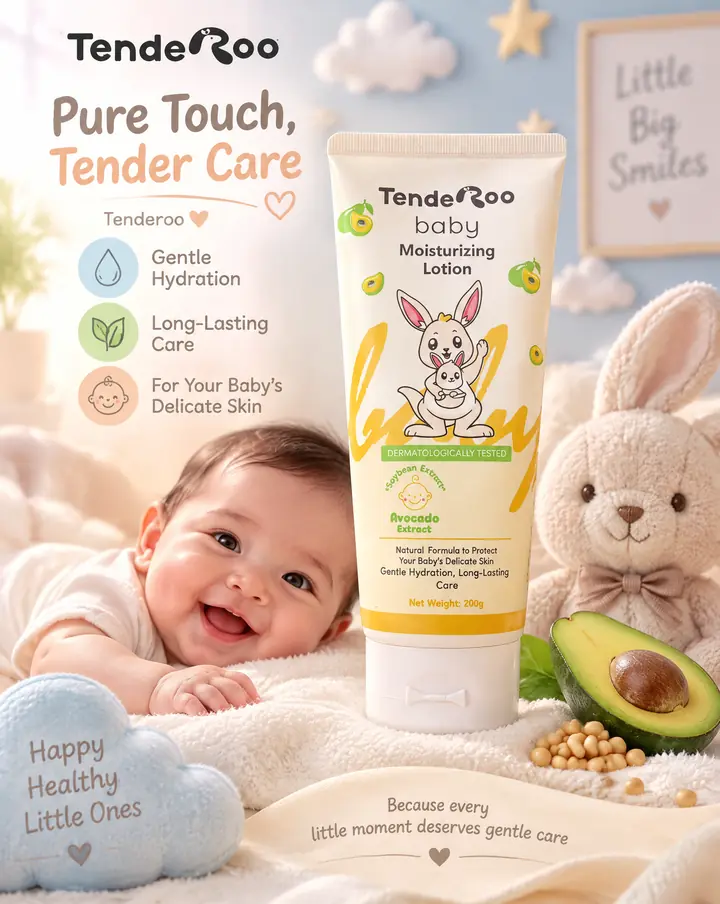 TendeRoo
Pure Touch,
Tender Care
Tenderoo
Gentle
Hydration
Long-Lasting
Care
For Your Baby's
Delicate Skin
Little
Big
Smiles
TendeRoo
baby
Moisturizing
Lotion
baby
DERMATOLOGICALLY TESTED
Soybean Extract
Avocado
Extract
Natural Formula to Protect
Your Baby's Delicate Skin
Gentle Hydration, Long-Lasting
Care
Net Weight: 200g
Happy
Healthy
Little Ones
Because every
little moment deserves gentle care